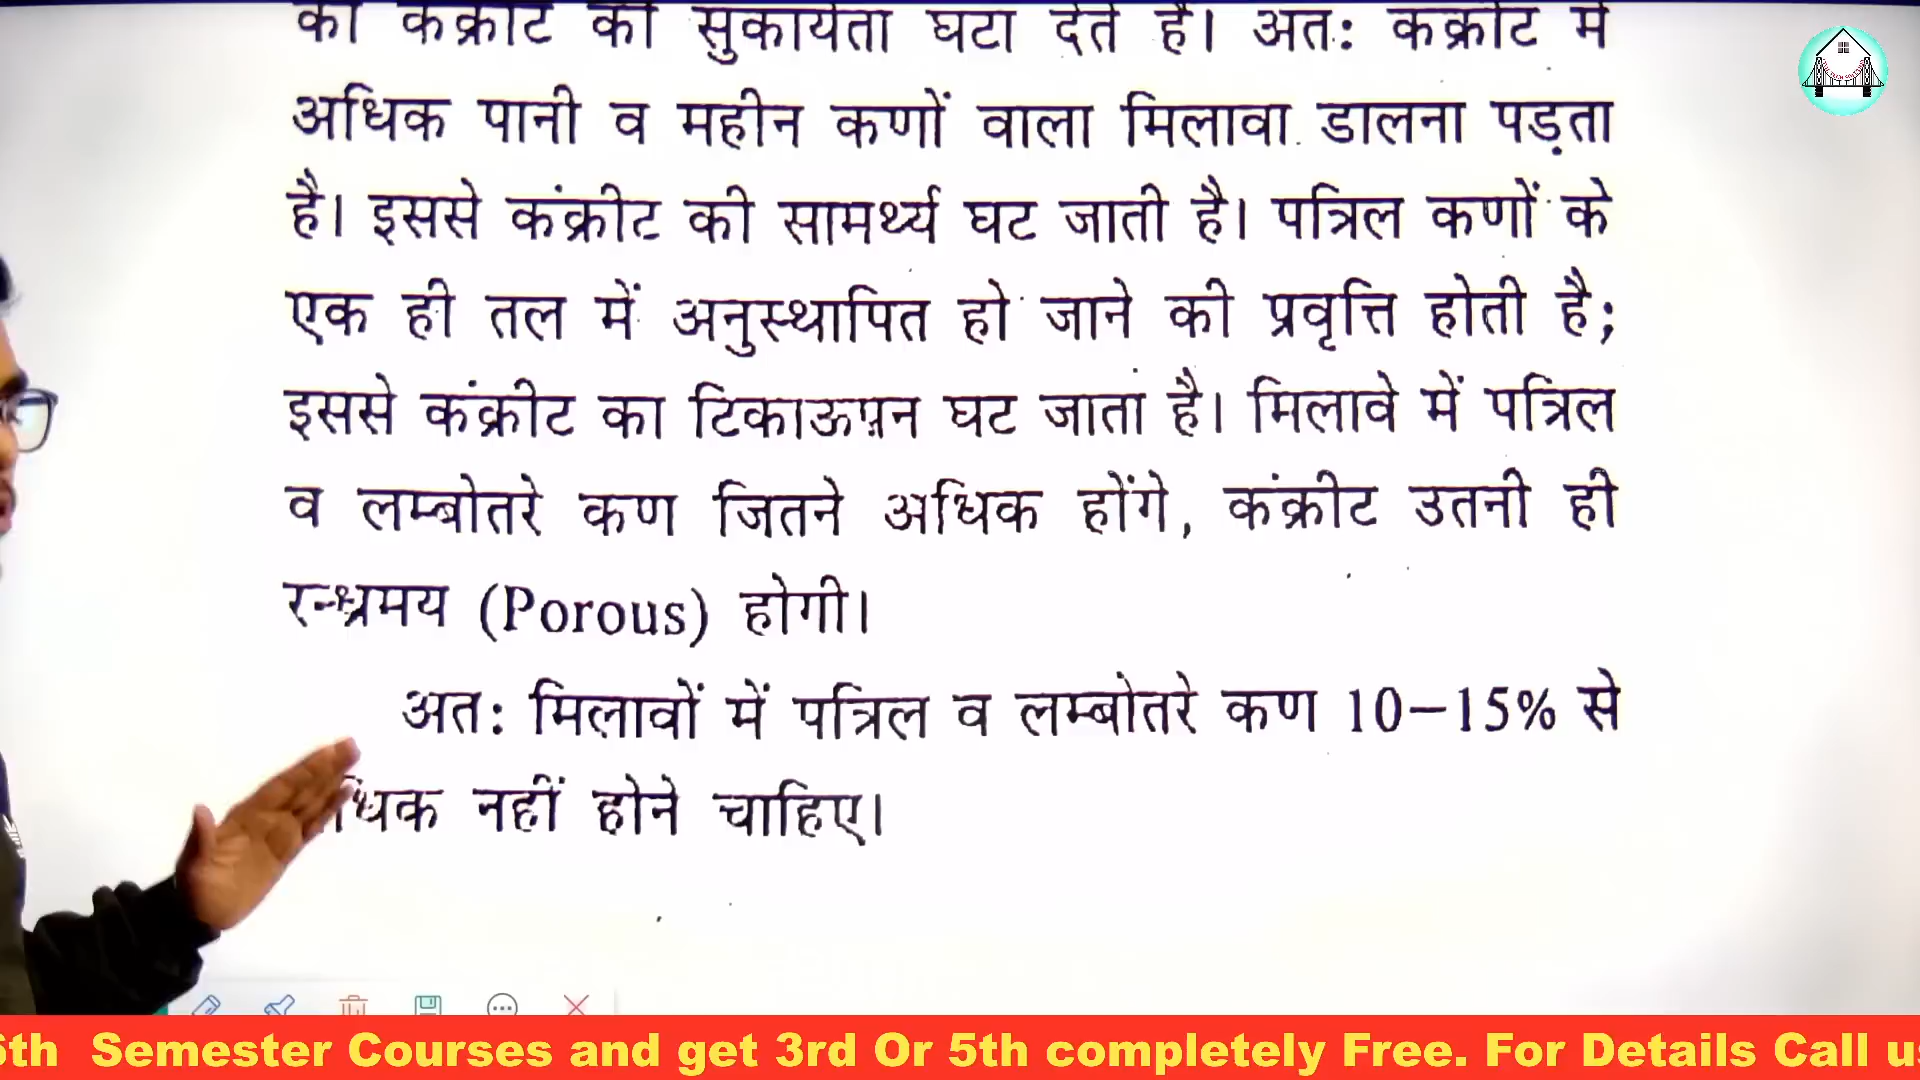 की कंक्रीट की सुकार्यता घटा देते हैं। अत: कंक्रीट में
अधिक पानी व महीन कणों वाला मिलावा डालना पड़ता
है। इससे कंक्रीट की सामर्थ्य घट जाती है। पत्रिल कणों के
एक ही तल में अनुस्थापित हो जाने की प्रवृत्ति होती है;
इससे कंक्रीट का टिकाऊपन घट जाता है। मिलावे में पत्रिल
व लम्बोतरे कण जितने अधिक होंगे, कंक्रीट उतनी ही
रन्ध्रमय (Porous) होगी।
अत: मिलावों में पत्रिल व लम्बोतरे कण 10–15% से
धिक नहीं होने चाहिए।
6th Semester Courses and get 3rd Or 5th completely Free. For Details Call u